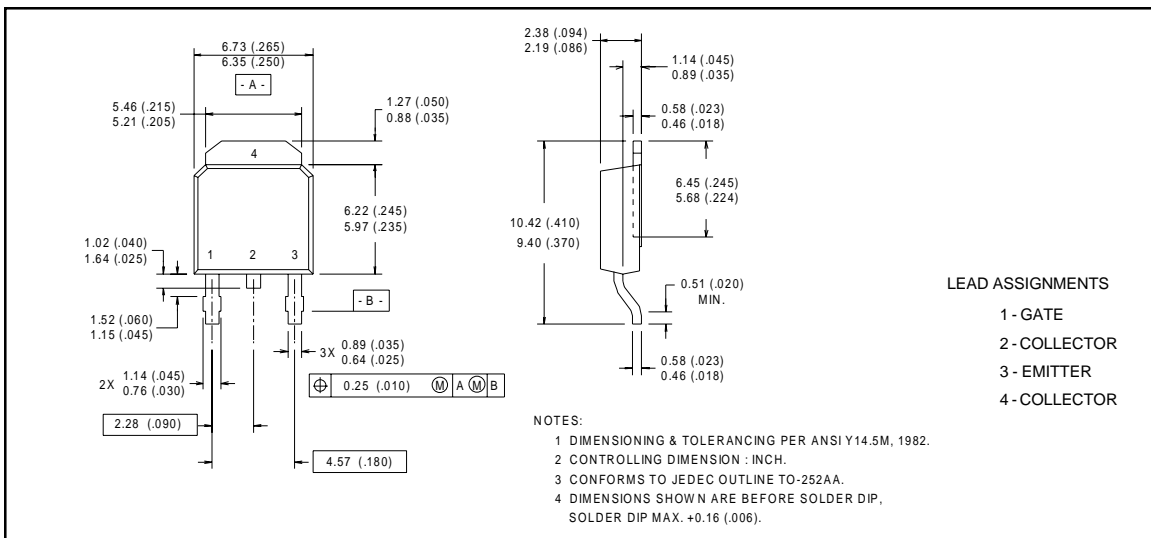 6.73 (.265)
6.35 (.250)
- A -
5.46 (.215)
5.21 (.205)
1.27 (.050)
0.88 (.035)
4
6.22 (.245)
5.97 (.235)
1.02 (.040)
1.64 (.025)
1 2 3
- B -
1.52 (.060)
1.15 (.045)
3X 0.89 (.035)
0.64 (.025)
2X 1.14 (.045)
0.76 (.030)
⌖ 0.25 (.010) Ⓜ A Ⓜ B
2.28 (.090)
4.57 (.180)
2.38 (.094)
2.19 (.086)
1.14 (.045)
0.89 (.035)
0.58 (.023)
0.46 (.018)
6.45 (.245)
5.68 (.224)
10.42 (.410)
9.40 (.370)
0.51 (.020)
MIN.
0.58 (.023)
0.46 (.018)
LEAD ASSIGNMENTS
1 - GATE
2 - COLLECTOR
3 - EMITTER
4 - COLLECTOR
NOTES:
1 DIMENSIONING & TOLERANCING PER ANSI Y14.5M, 1982.
2 CONTROLLING DIMENSION : INCH.
3 CONFORMS TO JEDEC OUTLINE TO-252AA.
4 DIMENSIONS SHOWN ARE BEFORE SOLDER DIP,
SOLDER DIP MAX. +0.16 (.006).